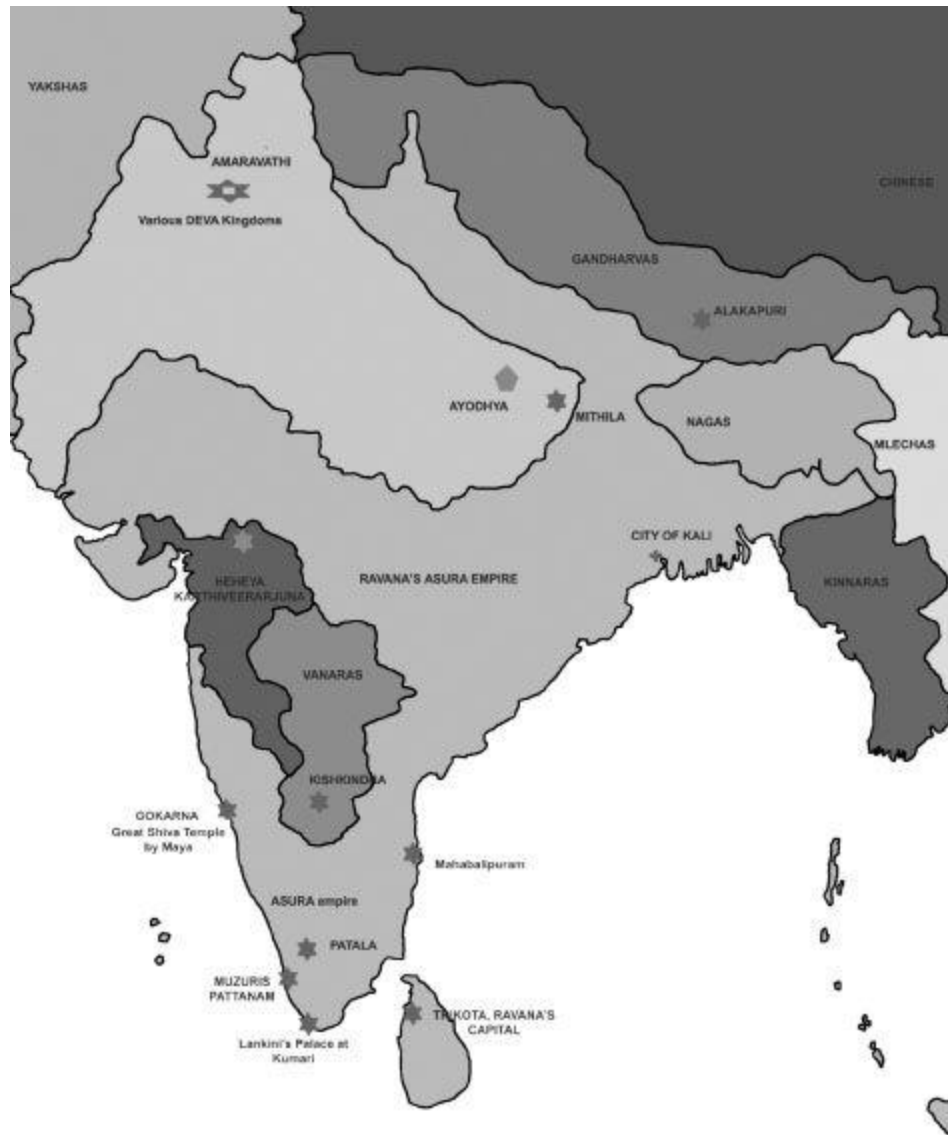 YAKSHAS
AMARAVATHI
Various DEVA Kingdoms
CHINESE
GANDHARVAS
ALAKAPURI
AYODHYA
MITHILA
NAGAS
MLECHAS
CITY OF KALI
HEHEYA
KARTHIVEERARJUNA
RAVANA'S ASURA EMPIRE
KINNARAS
VANARAS
KISHKINDHA
GOKARNA
Great Shiva Temple
by Maya
Mahabalipuram
ASURA empire
PATALA
MUZURIS
PATTANAM
TRIKOTA, RAVANA'S
CAPITAL
Lankini's Palace at
Kumari